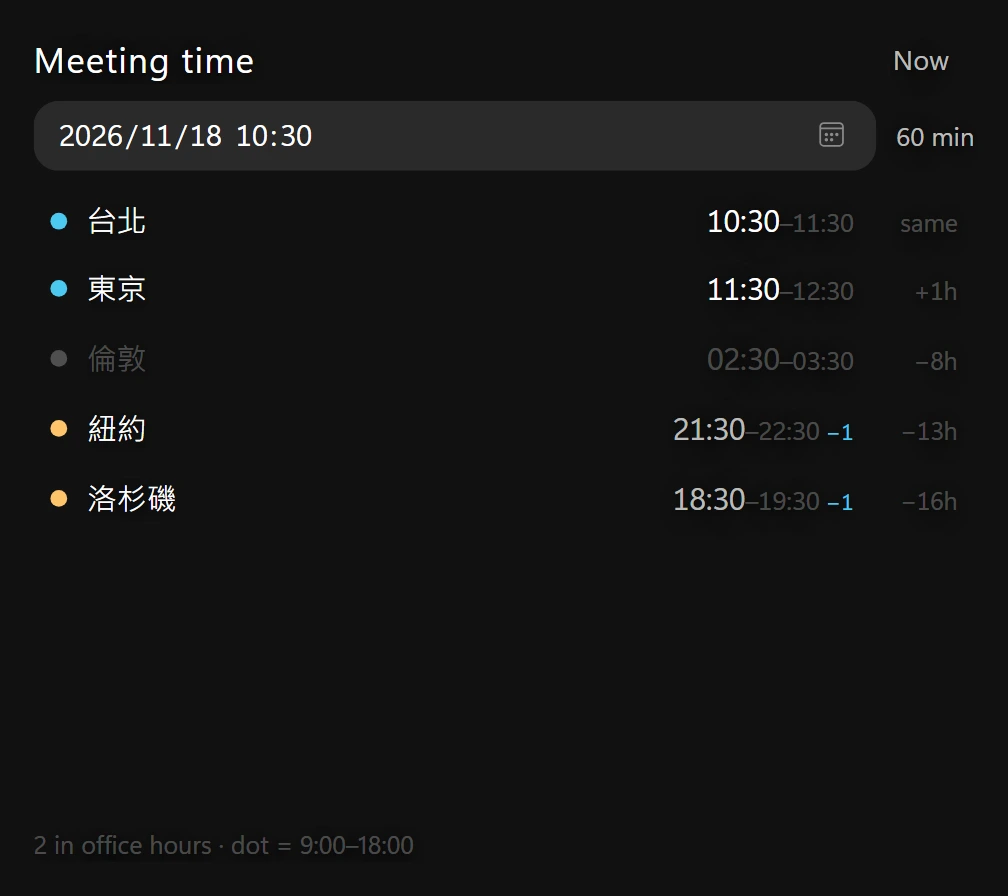 Meeting time Now
2026/11/18 10:30 60 min
台北 10:30–11:30 same
東京 11:30–12:30 +1h
倫敦 02:30–03:30 −8h
紐約 21:30–22:30 −1 −13h
洛杉磯 18:30–19:30 −1 −16h
2 in office hours · dot = 9:00–18:00